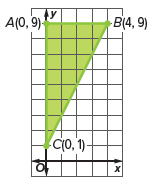 y
A(0, 9)
B(4, 9)
C(0, 1)
O
x